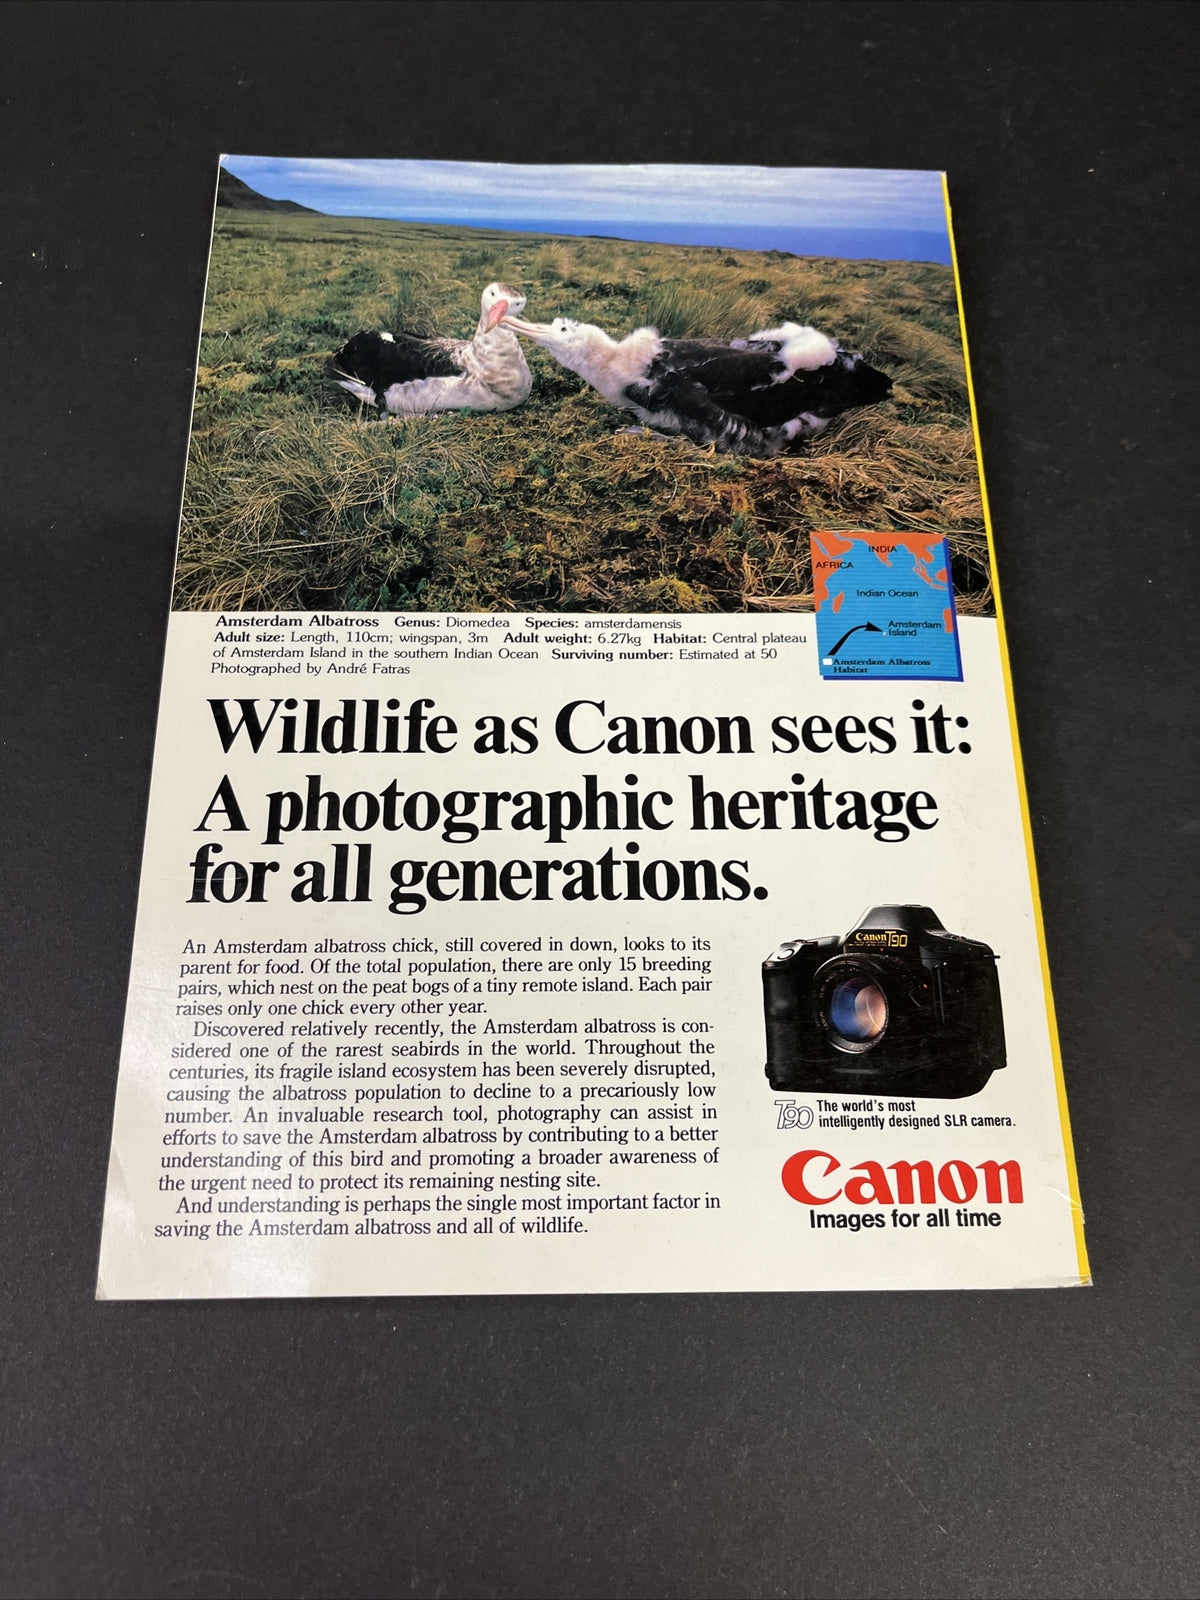 INDIA
AFRICA
Indian Ocean
Amsterdam
Island
Amsterdam Albatross
Habitat
Amsterdam Albatross Genus: Diomedea Species: amsterdamensis
Adult size: Length, 110cm; wingspan, 3m Adult weight: 6.27kg Habitat: Central plateau
of Amsterdam Island in the southern Indian Ocean Surviving number: Estimated at 50
Photographed by André Fatras
Wildlife as Canon sees it:
A photographic heritage
for all generations.
An Amsterdam albatross chick, still covered in down, looks to its
parent for food. Of the total population, there are only 15 breeding
pairs, which nest on the peat bogs of a tiny remote island. Each pair
raises only one chick every other year.
Discovered relatively recently, the Amsterdam albatross is con-
sidered one of the rarest seabirds in the world. Throughout the
centuries, its fragile island ecosystem has been severely disrupted,
causing the albatross population to decline to a precariously low
number. An invaluable research tool, photography can assist in
efforts to save the Amsterdam albatross by contributing to a better
understanding of this bird and promoting a broader awareness of
the urgent need to protect its remaining nesting site.
And understanding is perhaps the single most important factor in
saving the Amsterdam albatross and all of wildlife.
Canon T90
T90 The world's most
intelligently designed SLR camera.
Canon
Images for all time